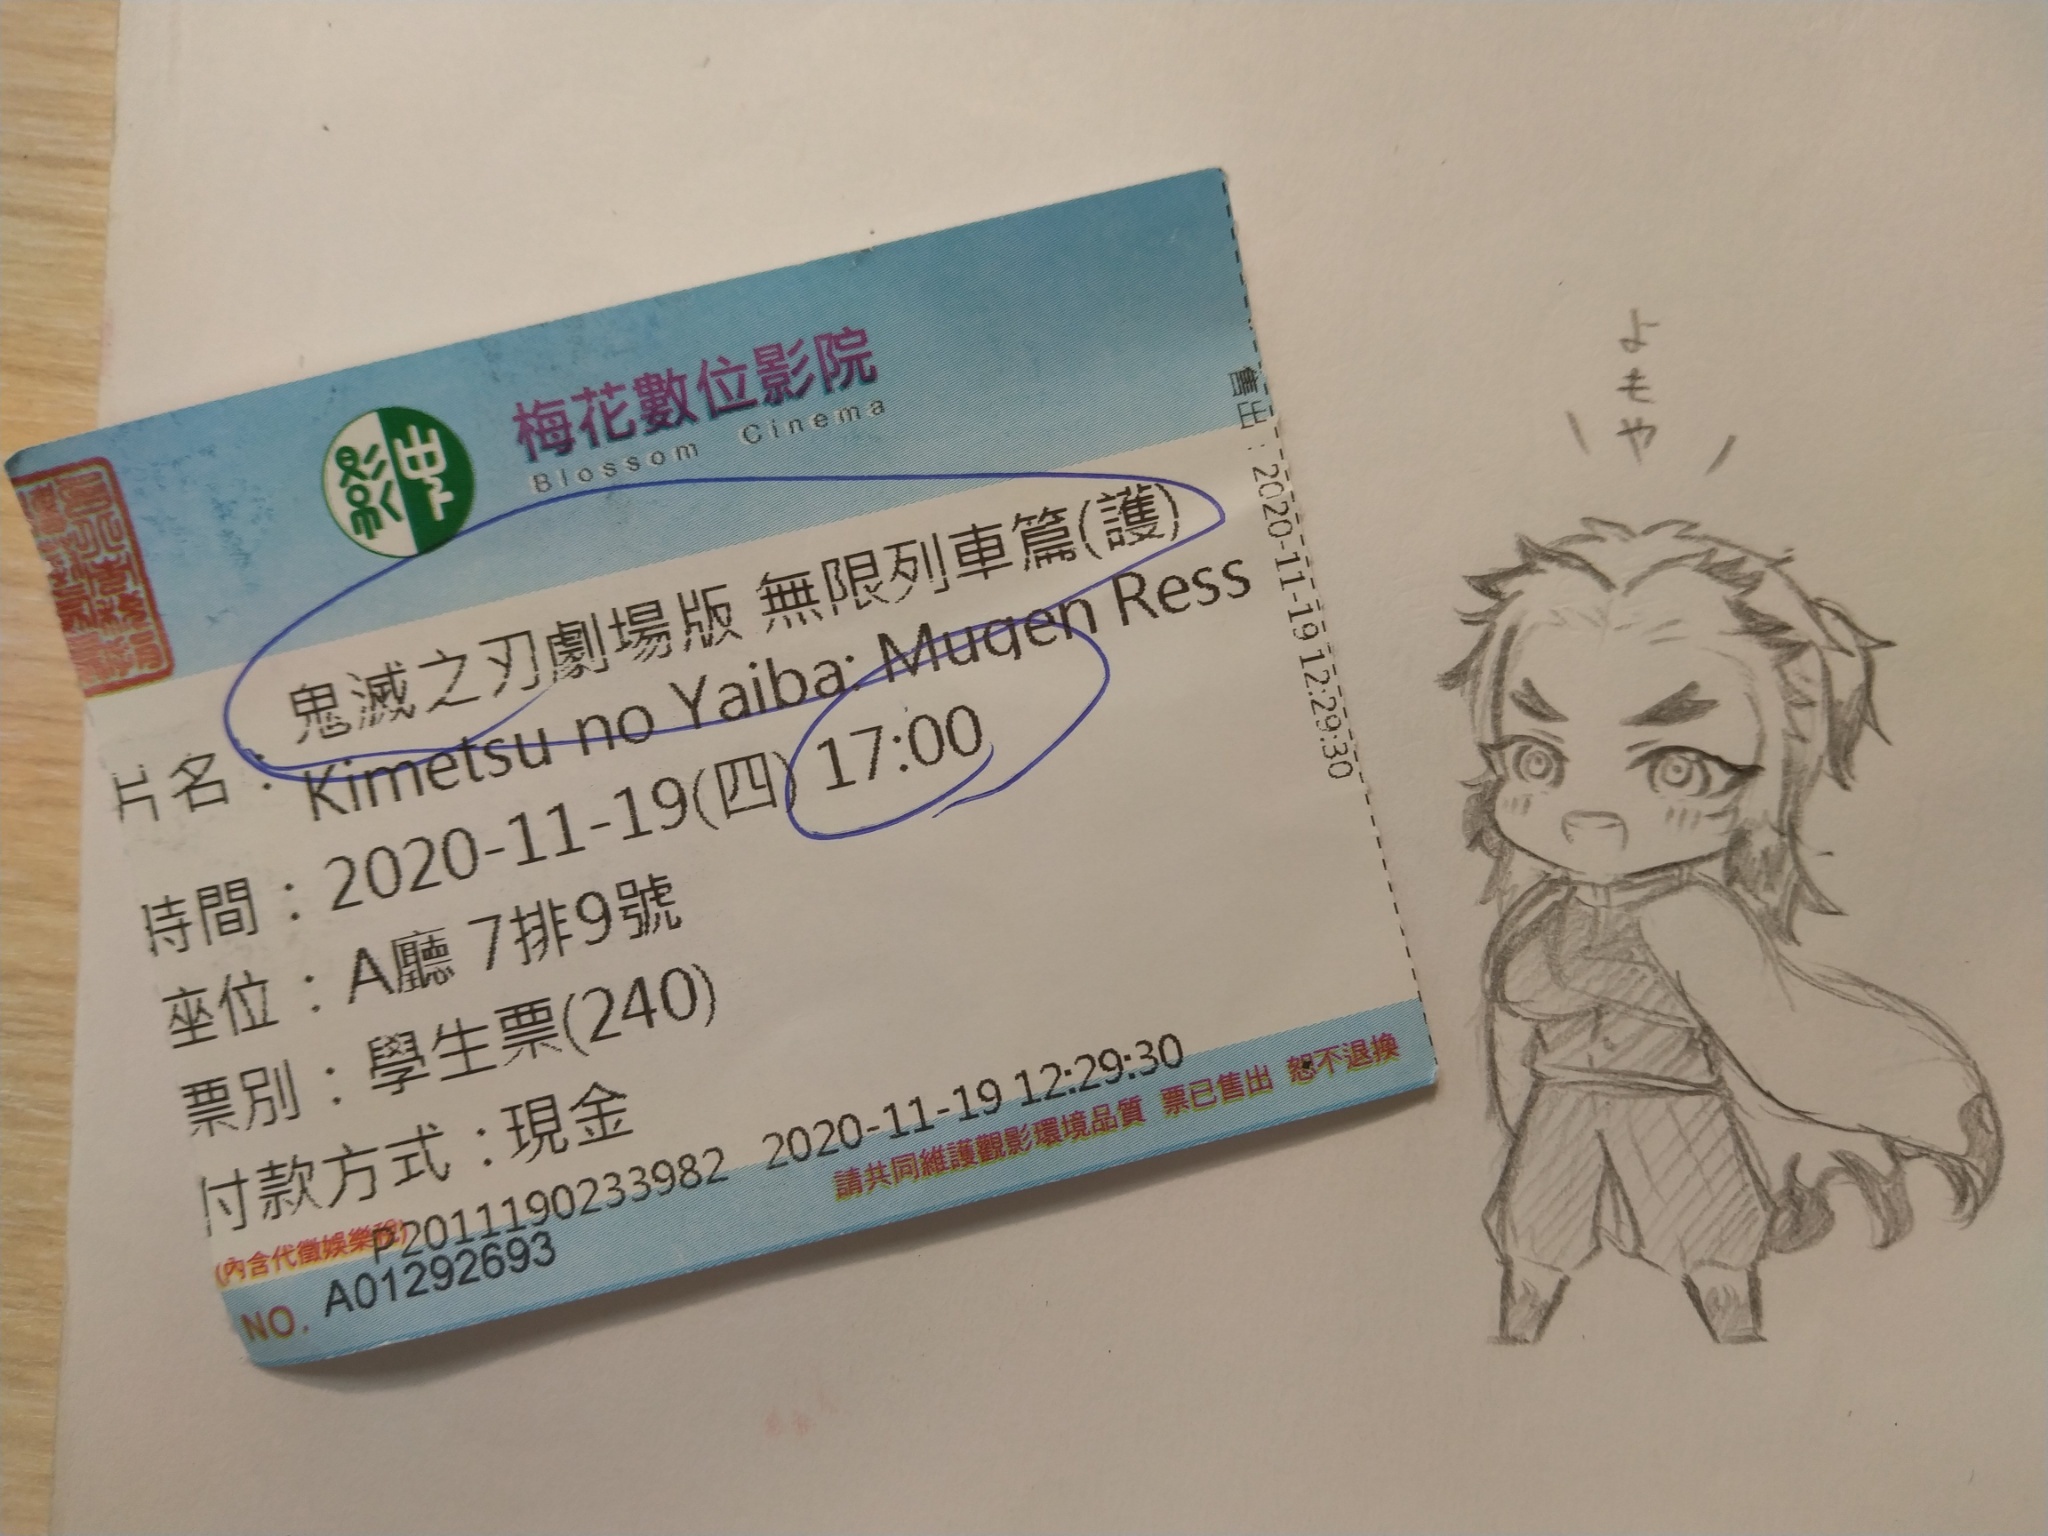 影城
梅花數位影院
Blossom Cinema
片名：鬼滅之刃劇場版 無限列車篇(護)
Kimetsu no Yaiba: Mugen Ress
時間：2020-11-19(四) 17:00
座位：A廳 7排9號
票別：學生票(240)
付款方式：現金
P2011190233982 2020-11-19 12:29:30
(內含代徵娛樂稅)
請共同維護觀影環境品質 票已售出 恕不退換
NO. A01292693
售出：2020-11-19 12:29:30
よもや